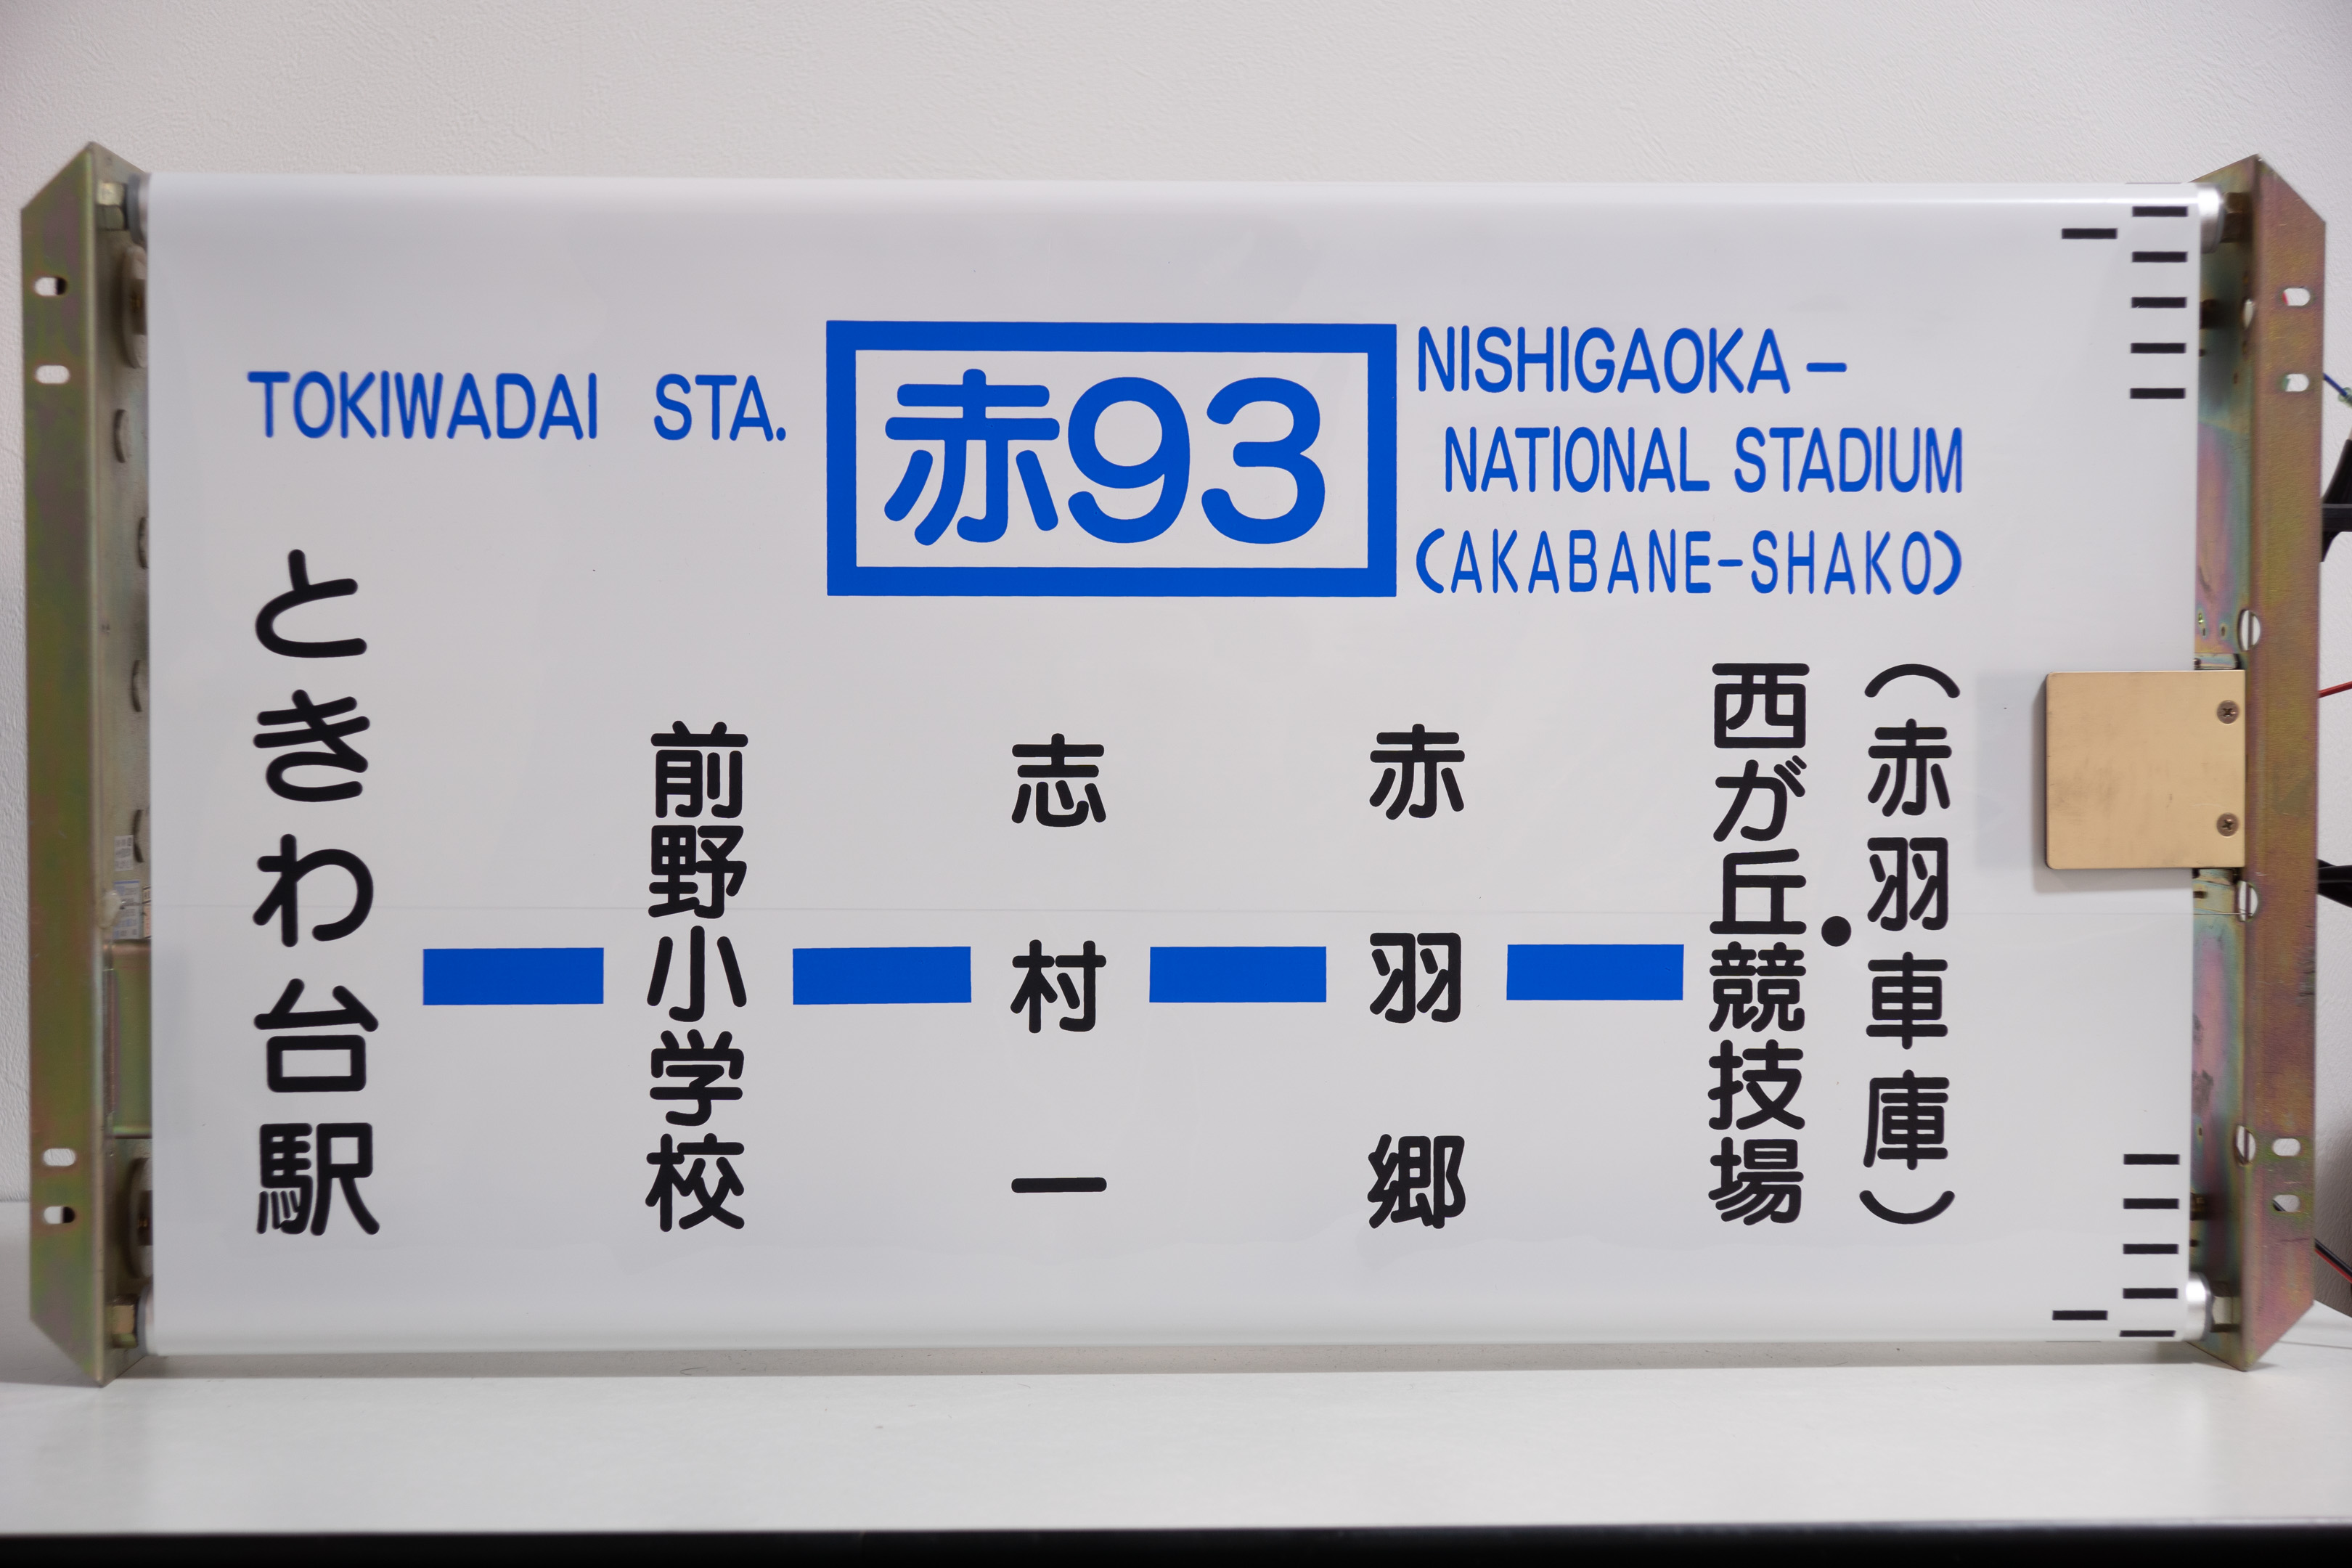 TOKIWADAI STA.
赤93
NISHIGAOKA–
NATIONAL STADIUM
(AKABANE-SHAKO)
ときわ台駅
前野小学校
志村一
赤羽郷
西が丘競技場
・
(赤羽車庫)